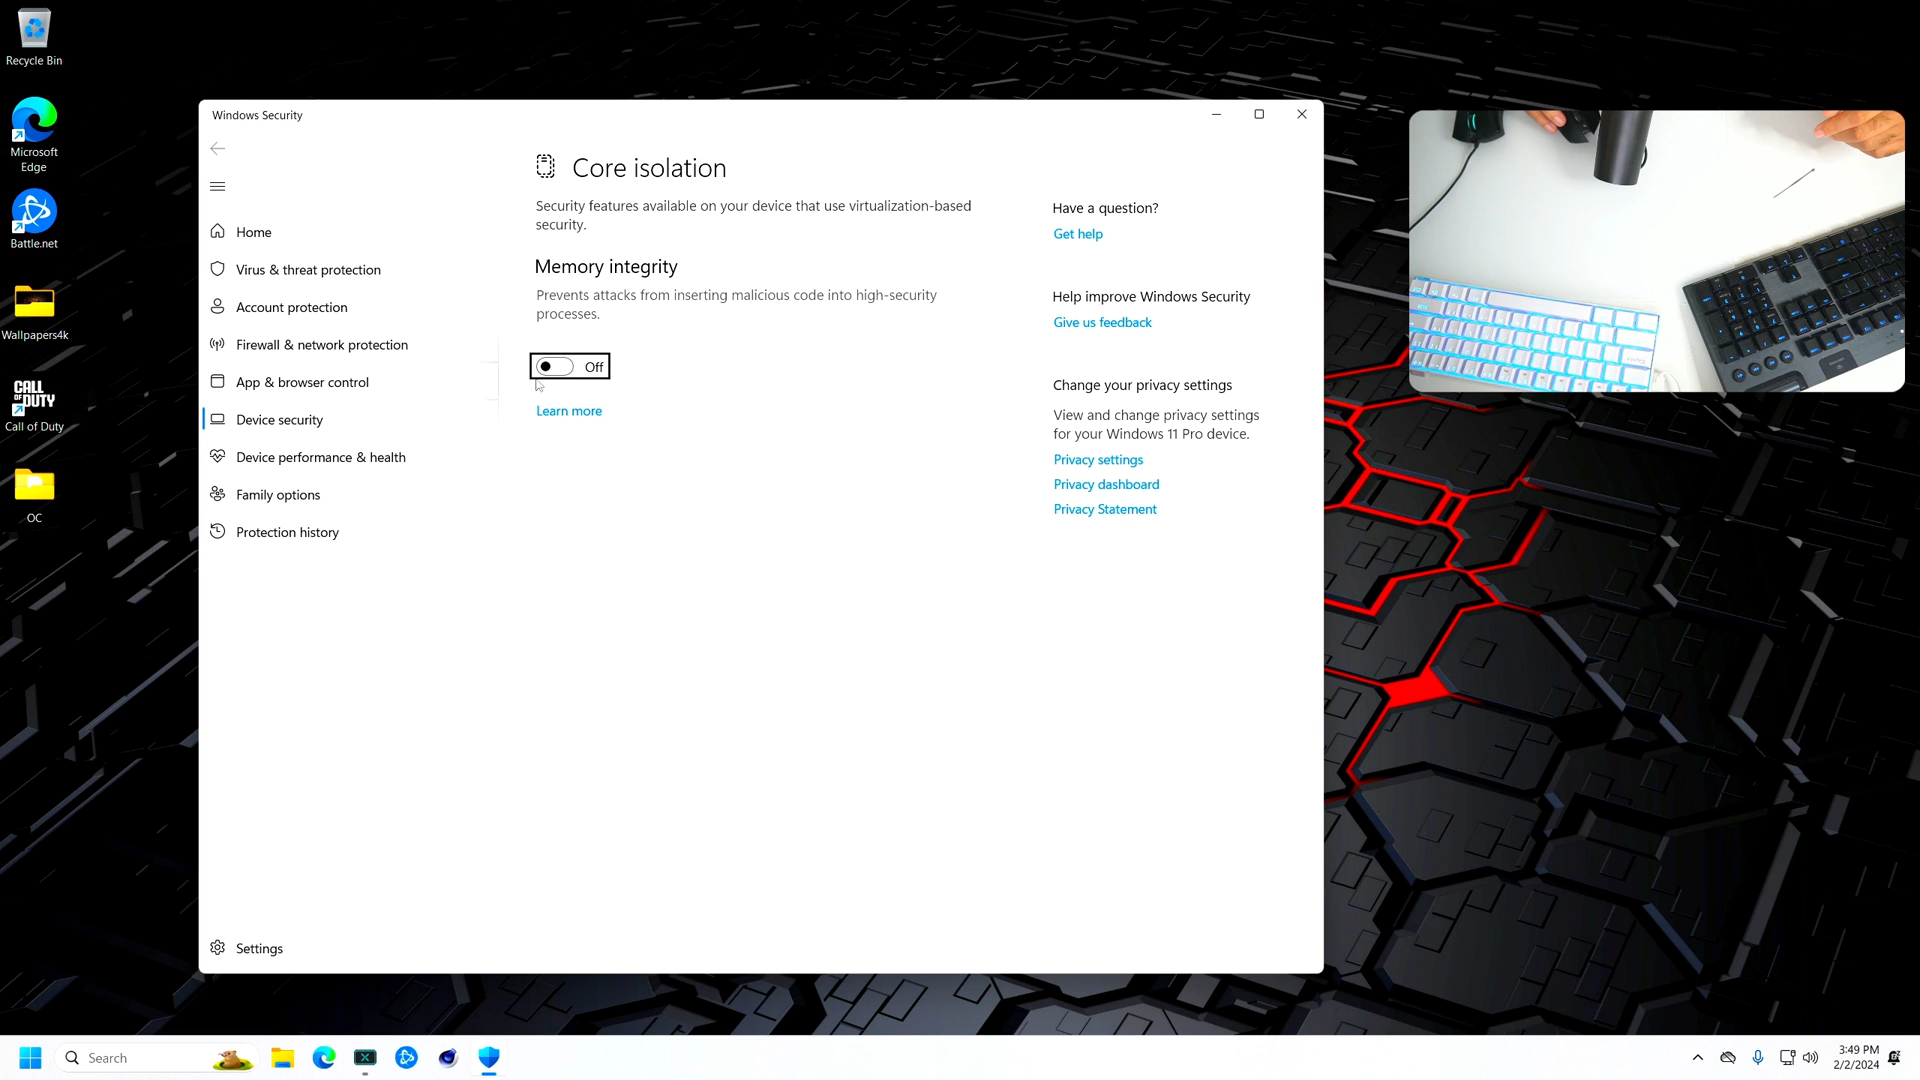 Recycle Bin
Microsoft
Edge
Battle.net
Wallpapers4k
CALL
OF DUTY
Call of Duty
OC
Windows Security
Home
Virus & threat protection
Account protection
Firewall & network protection
App & browser control
Device security
Device performance & health
Family options
Protection history
Settings
Core isolation
Security features available on your device that use virtualization-based
security.
Memory integrity
Prevents attacks from inserting malicious code into high-security
processes.
Off
Learn more
Have a question?
Get help
Help improve Windows Security
Give us feedback
Change your privacy settings
View and change privacy settings
for your Windows 11 Pro device.
Privacy settings
Privacy dashboard
Privacy Statement
Search
3:49 PM
2/2/2024